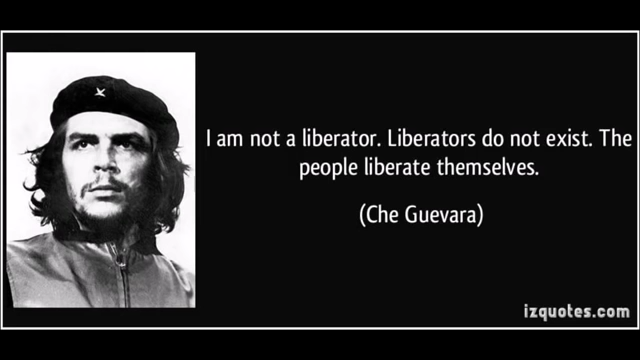 I am not a liberator. Liberators do not exist. The
people liberate themselves.
(Che Guevara)
izquotes.com